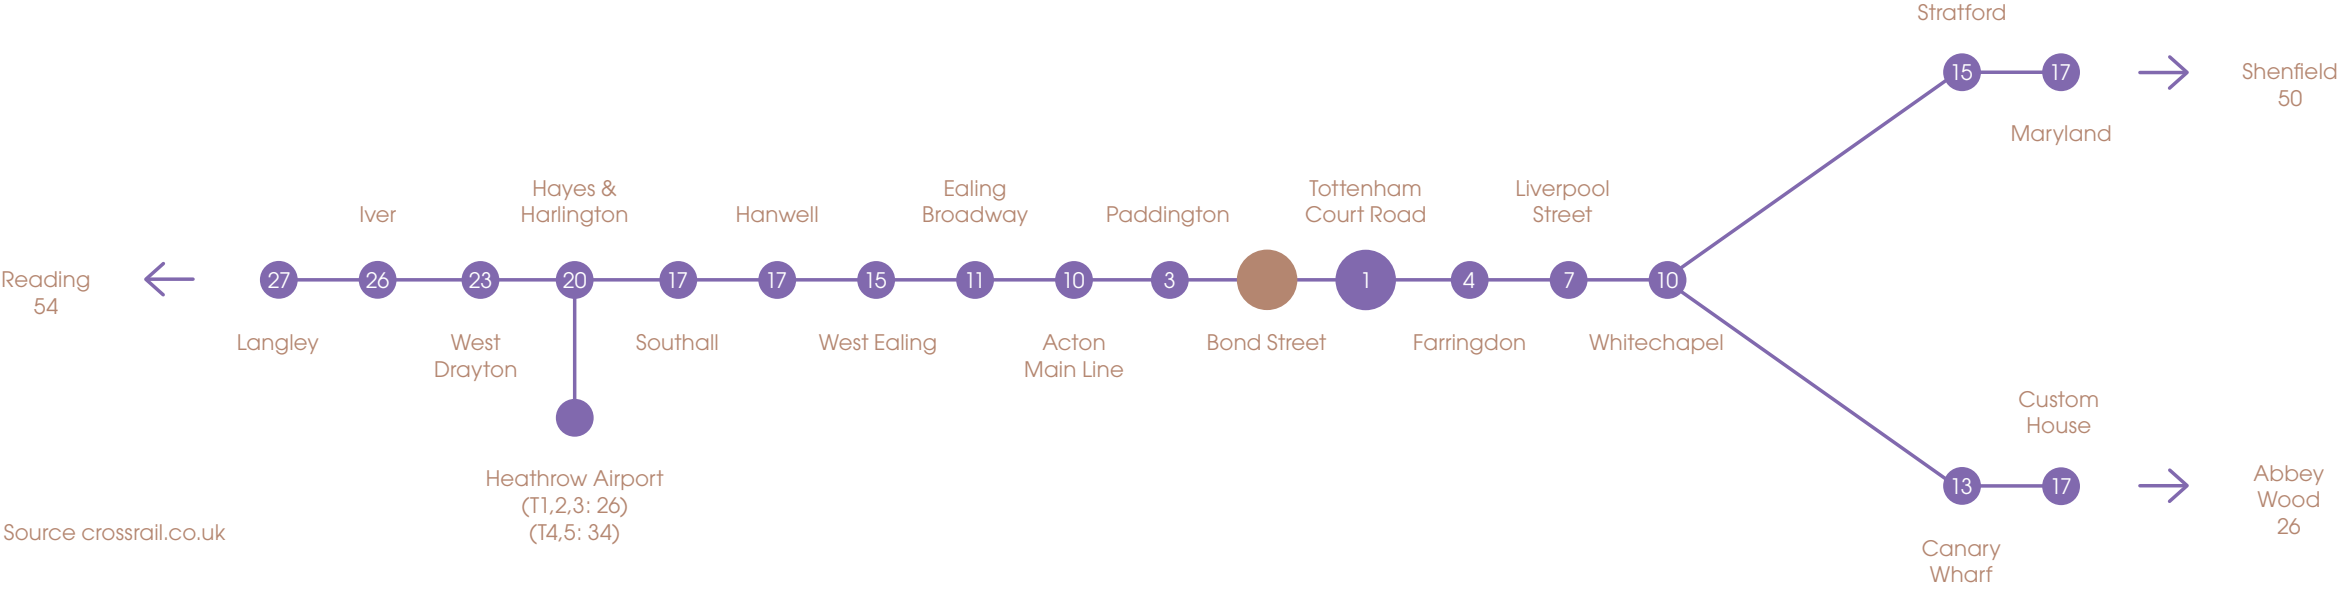 Stratford
15
17
Shenfield
50
Maryland
Hayes &
Harlington
Ealing
Broadway
Tottenham
Court Road
Liverpool
Street
Iver
Hanwell
Paddington
Reading
54
27
26
23
20
17
17
15
11
10
3
1
4
7
10
Langley
West
Drayton
Southall
West Ealing
Acton
Main Line
Bond Street
Farringdon
Whitechapel
Custom
House
13
17
Abbey
Wood
26
Canary
Wharf
Heathrow Airport
(T1,2,3: 26)
(T4,5: 34)
Source crossrail.co.uk